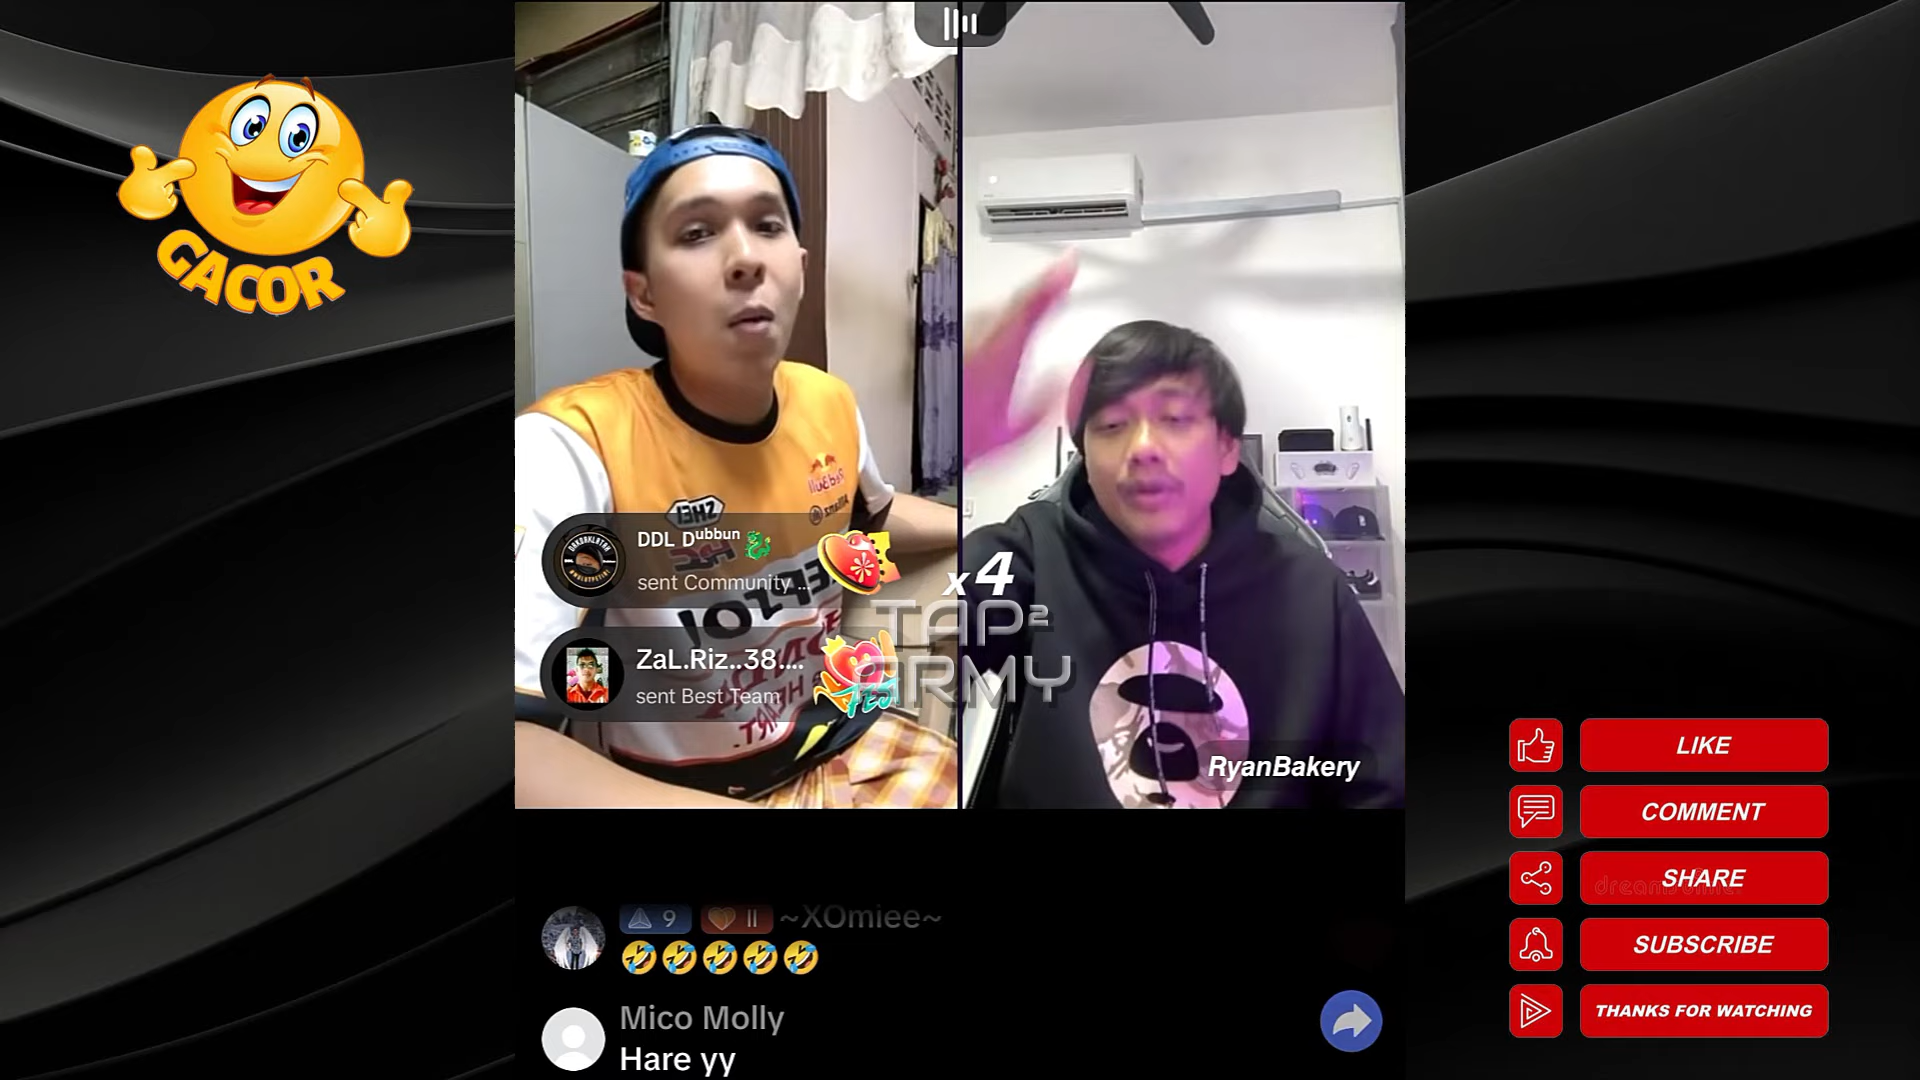 GACOR
DDL Dubbun 🐉
sent Community ...
ZaL.Riz..38....
sent Best Team
x4
TAP²
ARMY
RyanBakery
9 II ~XOmiee~
🤣🤣🤣🤣🤣
Mico Molly
Hare yy
LIKE
COMMENT
SHARE
SUBSCRIBE
THANKS FOR WATCHING